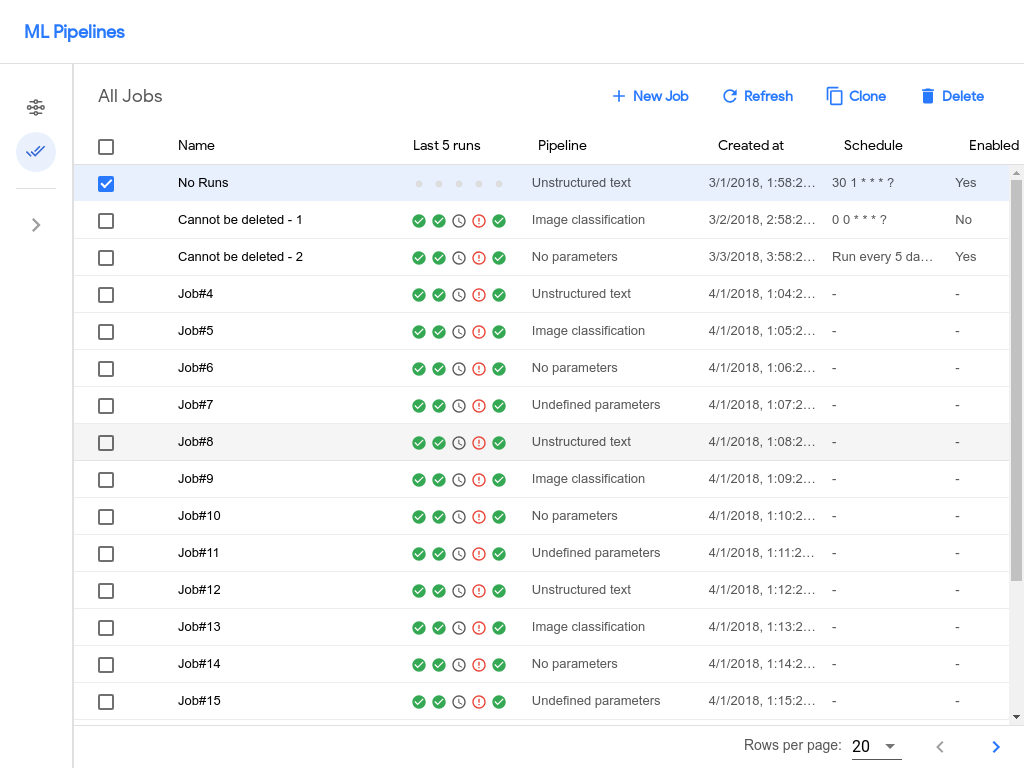 ML Pipelines
All Jobs
New Job Refresh Clone Delete
Name Last 5 runs Pipeline Created at Schedule Enabled
No Runs Unstructured text 3/1/2018, 1:58:2... 30 1 * * * ? Yes
Cannot be deleted - 1 Image classification 3/2/2018, 2:58:2... 0 0 * * * ? No
Cannot be deleted - 2 No parameters 3/3/2018, 3:58:2... Run every 5 da... Yes
Job#4 Unstructured text 4/1/2018, 1:04:2... - -
Job#5 Image classification 4/1/2018, 1:05:2... - -
Job#6 No parameters 4/1/2018, 1:06:2... - -
Job#7 Undefined parameters 4/1/2018, 1:07:2... - -
Job#8 Unstructured text 4/1/2018, 1:08:2... - -
Job#9 Image classification 4/1/2018, 1:09:2... - -
Job#10 No parameters 4/1/2018, 1:10:2... - -
Job#11 Undefined parameters 4/1/2018, 1:11:2... - -
Job#12 Unstructured text 4/1/2018, 1:12:2... - -
Job#13 Image classification 4/1/2018, 1:13:2... - -
Job#14 No parameters 4/1/2018, 1:14:2... - -
Job#15 Undefined parameters 4/1/2018, 1:15:2... - -
Rows per page: 20